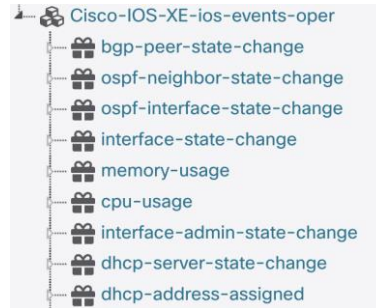 Cisco-IOS-XE-ios-events-oper
bgp-peer-state-change
ospf-neighbor-state-change
ospf-interface-state-change
interface-state-change
memory-usage
cpu-usage
interface-admin-state-change
dhcp-server-state-change
dhcp-address-assigned